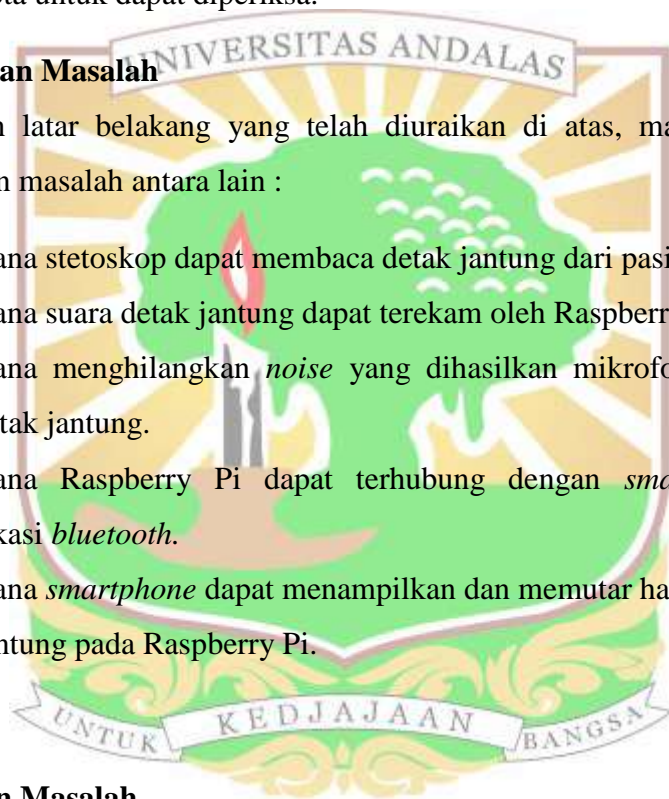 ta untuk dapat diperiksa.
UNIVERSITAS ANDALAS
an Masalah
n latar belakang yang telah diuraikan di atas, ma
n masalah antara lain :
ana stetoskop dapat membaca detak jantung dari pasi
ana suara detak jantung dapat terekam oleh Raspberr
ana menghilangkan noise yang dihasilkan mikrofo
tak jantung.
ana Raspberry Pi dapat terhubung dengan sma
kasi bluetooth.
ana smartphone dapat menampilkan dan memutar ha
ntung pada Raspberry Pi.
UNTUK KEDJAJAAN BANGSA
n Masalah